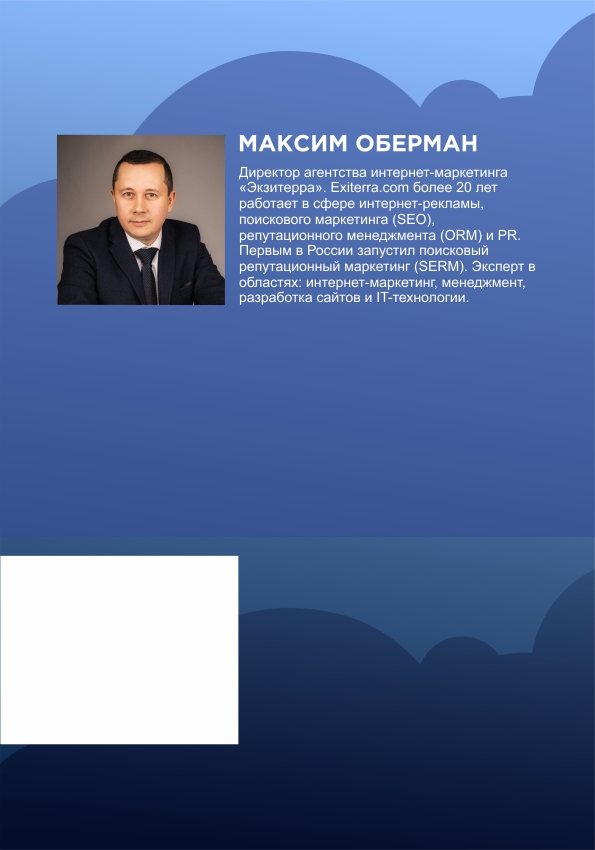 МАКСИМ ОБЕРМАН
Директор агентства интернет-маркетинга
«Экзитерра». Exiterra.com более 20 лет
работает в сфере интернет-рекламы,
поискового маркетинга (SEO),
репутационного менеджмента (ORM) и PR.
Первым в России запустил поисковый
репутационный маркетинг (SERM). Эксперт в
областях: интернет-маркетинг, менеджмент,
разработка сайтов и IT-технологии.